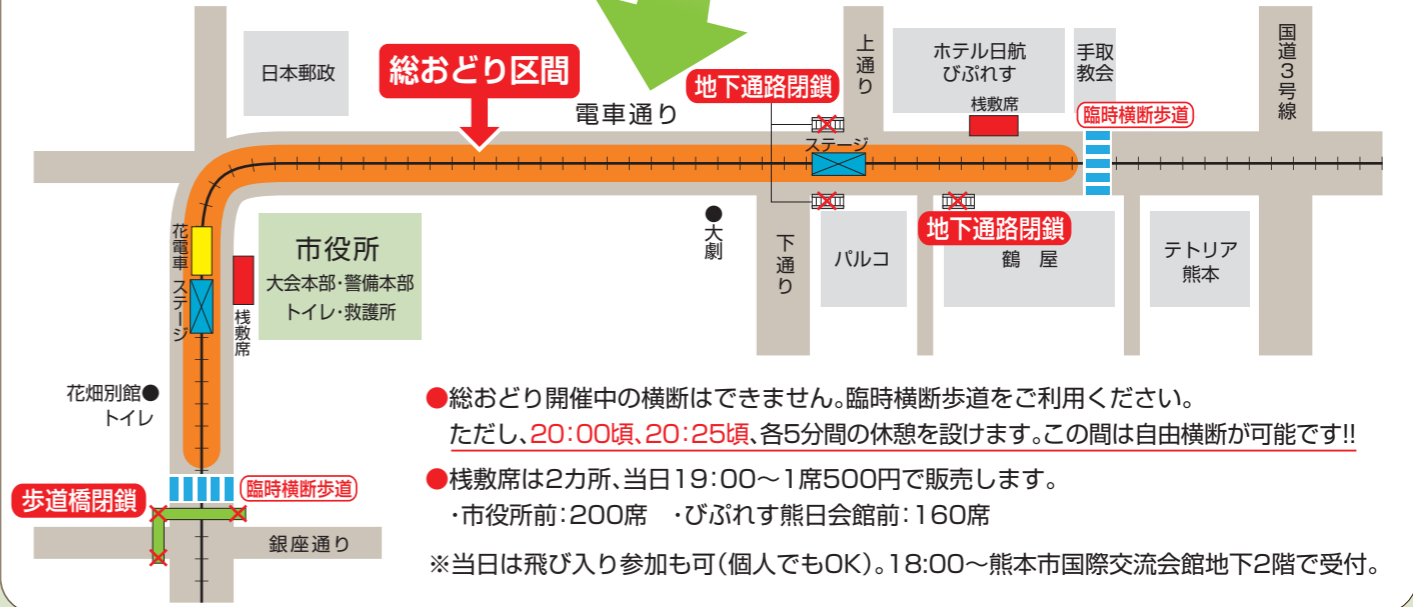 日本郵政
総おどり区間
電車通り
地下通路閉鎖
上通り
ホテル日航
びぷれす
手取
教会
国道3号線
桟敷席
臨時横断歩道
ステージ
花電車
ステージ
桟敷席
市役所
大会本部・警備本部
トイレ・救護所
●大劇
下通り
パルコ
地下通路閉鎖
鶴屋
テトリア
熊本
花畑別館●
トイレ
歩道橋閉鎖
臨時横断歩道
銀座通り
●総おどり開催中の横断はできません。臨時横断歩道をご利用ください。
ただし、20:00頃、20:25頃、各5分間の休憩を設けます。この間は自由横断が可能です!!
●桟敷席は2カ所、当日19:00〜1席500円で販売します。
・市役所前:200席 ・びぷれす熊日会館前:160席
※当日は飛び入り参加も可(個人でもOK)。18:00〜熊本市国際交流会館地下2階で受付。